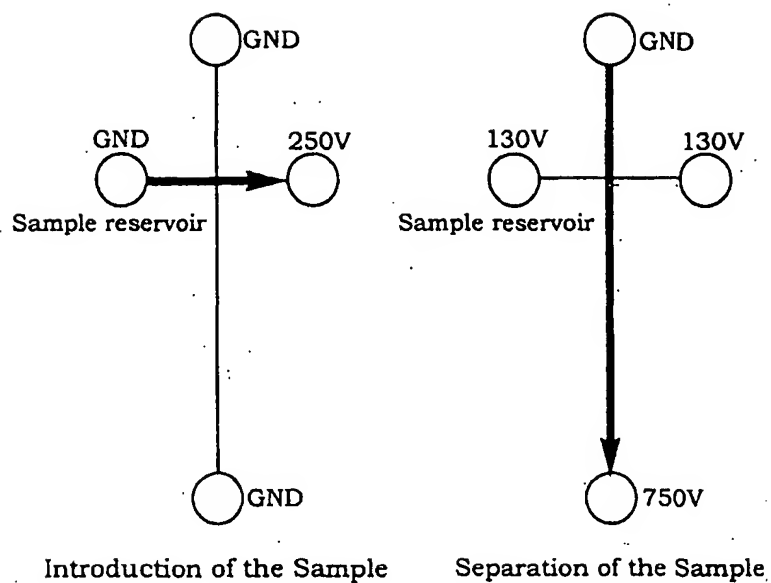 GND
GND
GND
250V
130V
130V
Sample reservoir
Sample reservoir
GND
750V
Introduction of the Sample
Separation of the Sample